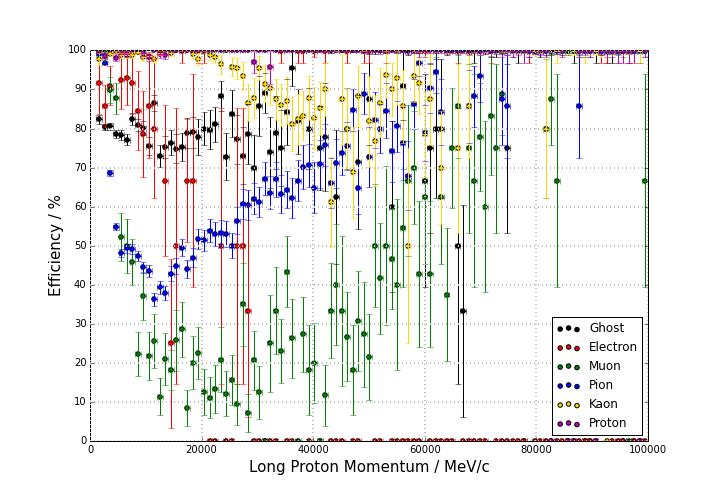 100
90
80
70
60
50
40
30
20
10
0
Efficiency / %
0
20000
40000
60000
80000
100000
Long Proton Momentum / MeV/c
Ghost
Electron
Muon
Pion
Kaon
Proton